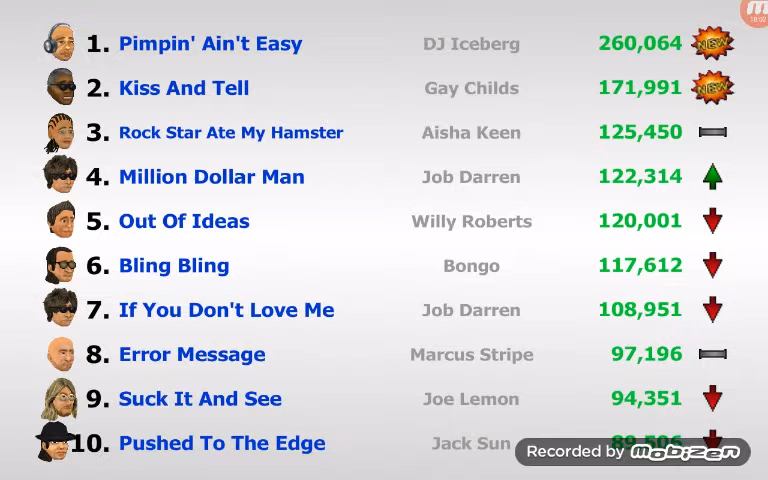 1. Pimpin' Ain't Easy DJ Iceberg 260,064 NEW
2. Kiss And Tell Gay Childs 171,991 NEW
3. Rock Star Ate My Hamster Aisha Keen 125,450
4. Million Dollar Man Job Darren 122,314
5. Out Of Ideas Willy Roberts 120,001
6. Bling Bling Bongo 117,612
7. If You Don't Love Me Job Darren 108,951
8. Error Message Marcus Stripe 97,196
9. Suck It And See Joe Lemon 94,351
10. Pushed To The Edge Jack Sun 89,506
Recorded by mobizen